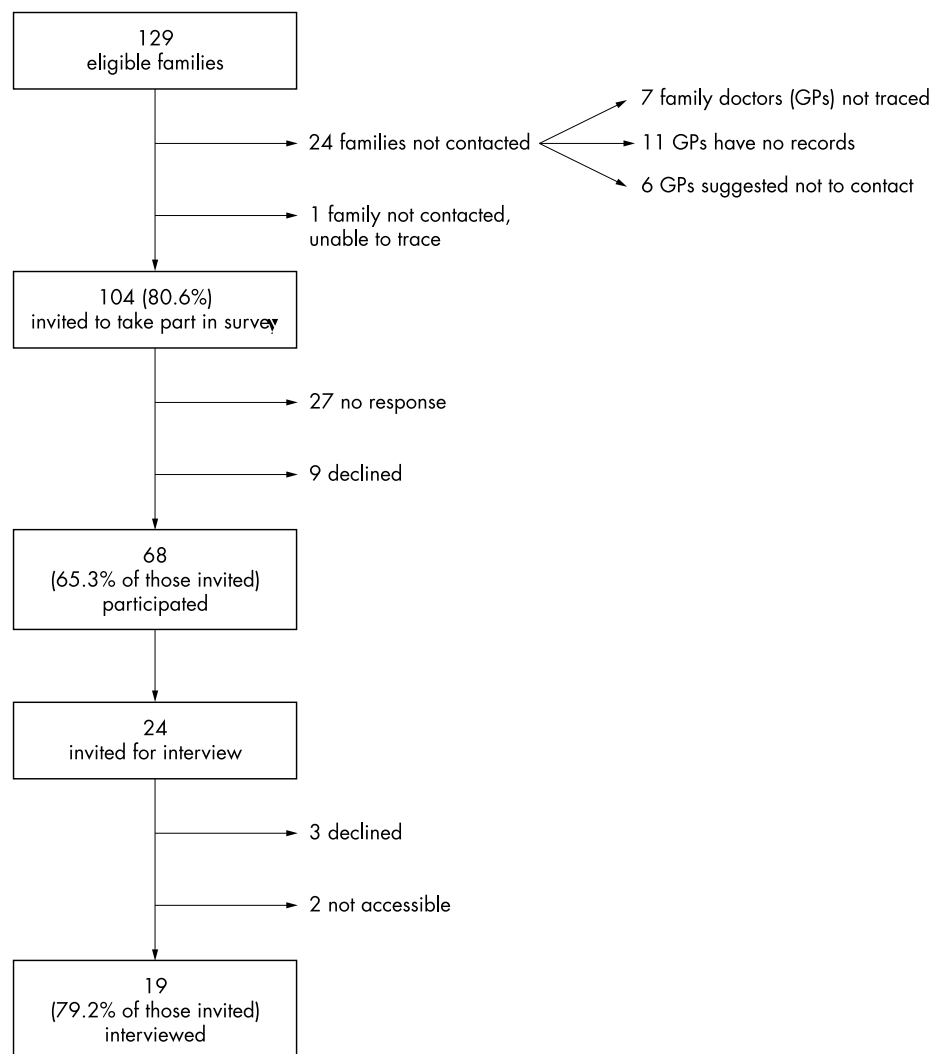 129
eligible families
24 families not contacted
7 family doctors (GPs) not traced
11 GPs have no records
6 GPs suggested not to contact
1 family not contacted,
unable to trace
104 (80.6%)
invited to take part in survey
27 no response
9 declined
68
(65.3% of those invited)
participated
24
invited for interview
3 declined
2 not accessible
19
(79.2% of those invited)
interviewed